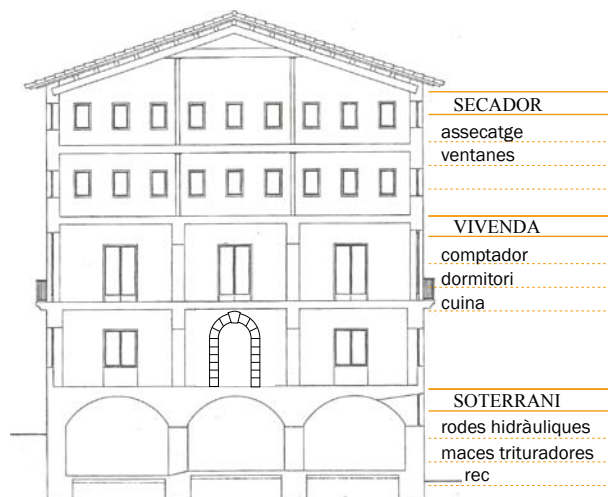 SECADOR
assecatge
ventanes
VIVENDA
comptador
dormitori
cuina
SOTERRANI
rodes hidràuliques
maces trituradores
rec